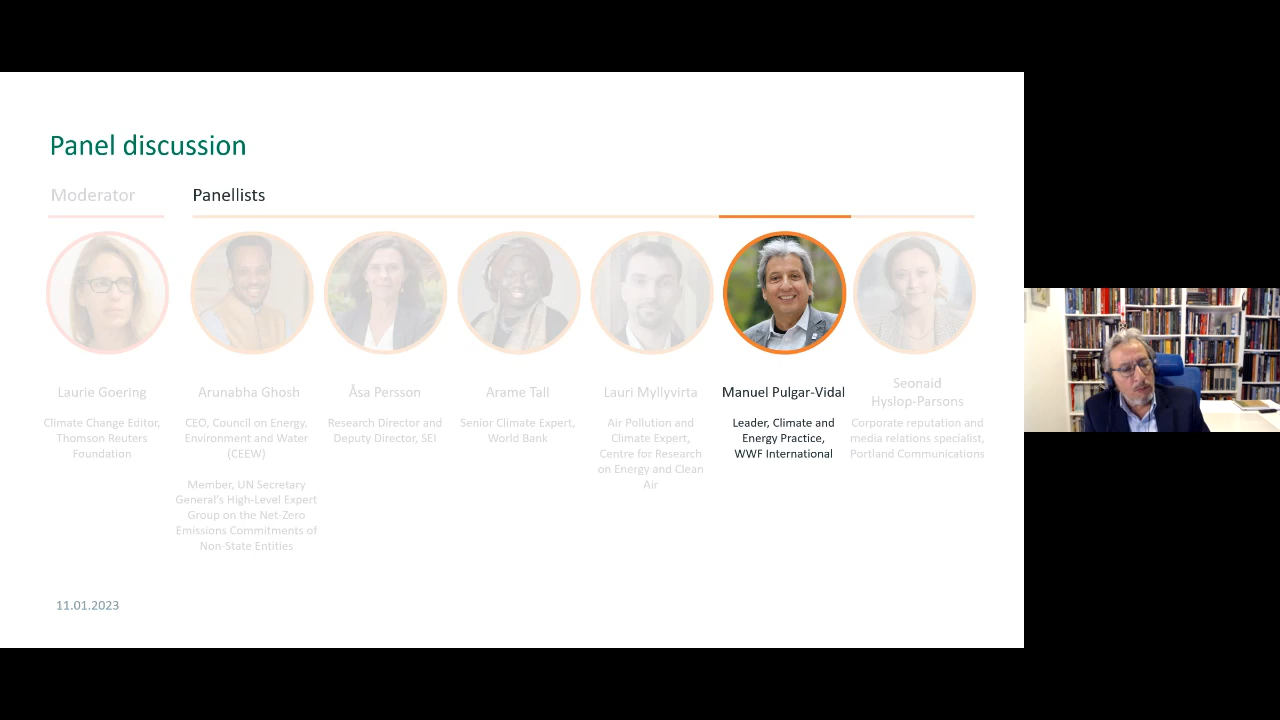 Panel discussion
Moderator
Panellists
Laurie Goering
Climate Change Editor,
Thomson Reuters
Foundation
Arunabha Ghosh
CEO, Council on Energy,
Environment and Water
(CEEW)
Member, UN Secretary
General's High-Level Expert
Group on the Net-Zero
Emissions Commitments of
Non-State Entities
Åsa Persson
Research Director and
Deputy Director, SEI
Arame Tall
Senior Climate Expert,
World Bank
Lauri Myllyvirta
Air Pollution and
Climate Expert,
Centre for Research
on Energy and Clean
Air
Manuel Pulgar-Vidal
Leader, Climate and
Energy Practice,
WWF International
Seonaid
Hyslop-Parsons
Corporate reputation and
media relations specialist,
Portland Communications
11.01.2023